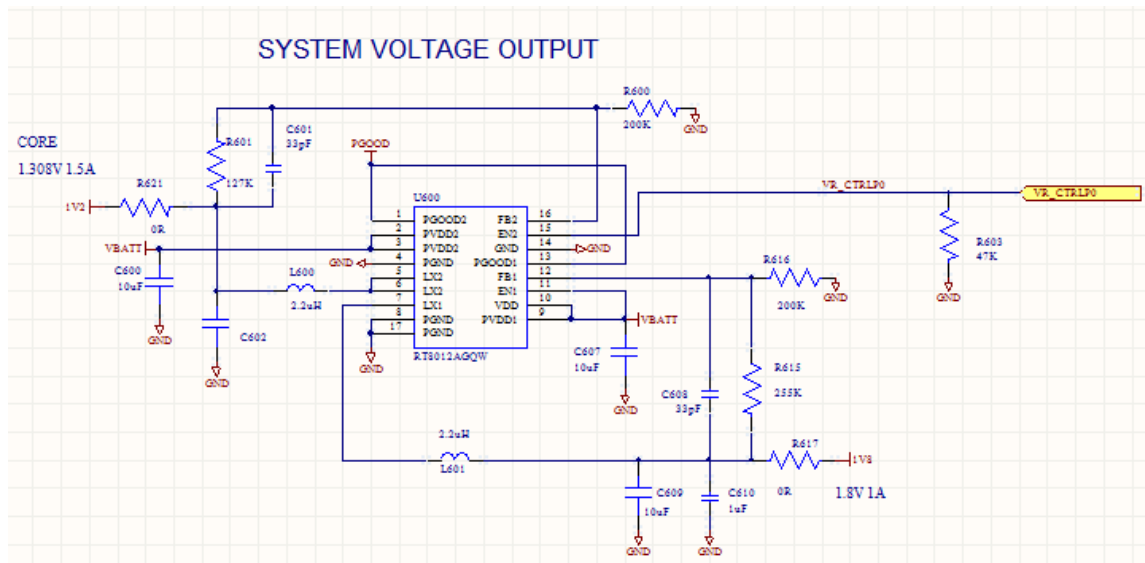 SYSTEM VOLTAGE OUTPUT
R600
200K
GND
CORE
1.308V 1.5A
R601
127K
C601
33pF
PGOOD
R621
1V2
0R
VBATT
C600
10uF
GND
GND
L600
2.2uH
C602
GND
U600
1 PGOOD2 FB2 16
2 PVDD2 EN2 15
3 PVDD2 GND 14
4 PGND PGOOD1 13
5 LX2 FB1 12
6 LX2 EN1 11
7 LX1 VDD 10
8 PGND PVDD1 9
17 PGND
RT8012AGQW
GND
GND
VR_CTRLP0
VR_CTRLP0
R603
47K
GND
R616
200K
GND
VBATT
C607
10uF
GND
C608
33pF
R615
255K
2.2uH
L601
R617
0R
1V8
1.8V 1A
C609
10uF
GND
C610
1uF
GND